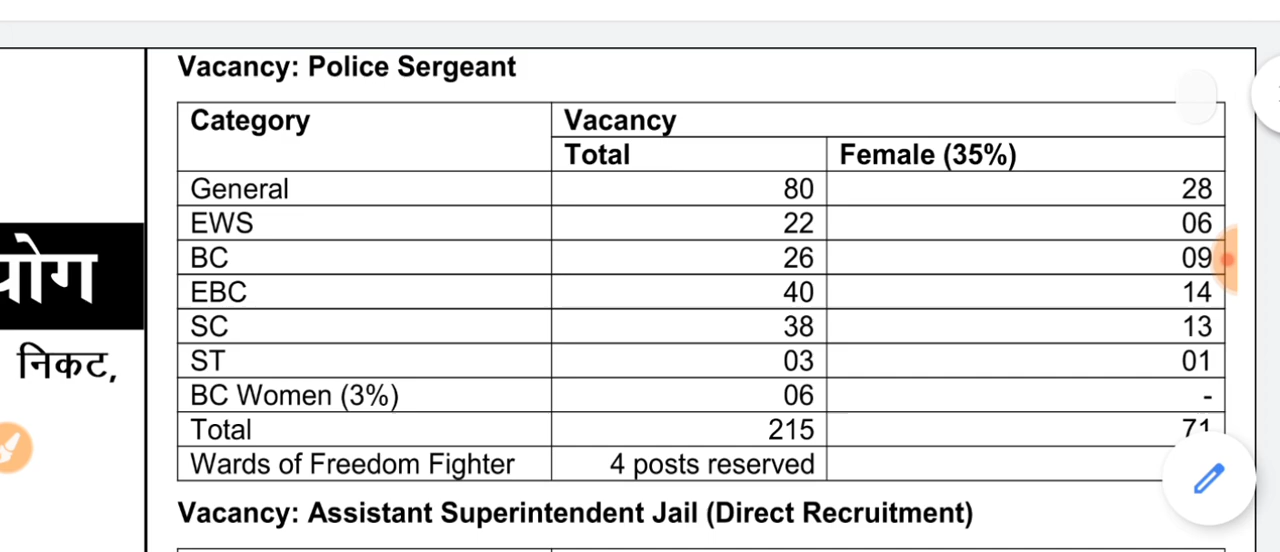 Vacancy: Police Sergeant
Category Vacancy
Total Female (35%)
General 80 28
EWS 22 06
BC 26 09
EBC 40 14
SC 38 13
ST 03 01
BC Women (3%) 06 -
Total 215 71
Wards of Freedom Fighter 4 posts reserved
Vacancy: Assistant Superintendent Jail (Direct Recruitment)
निकट,